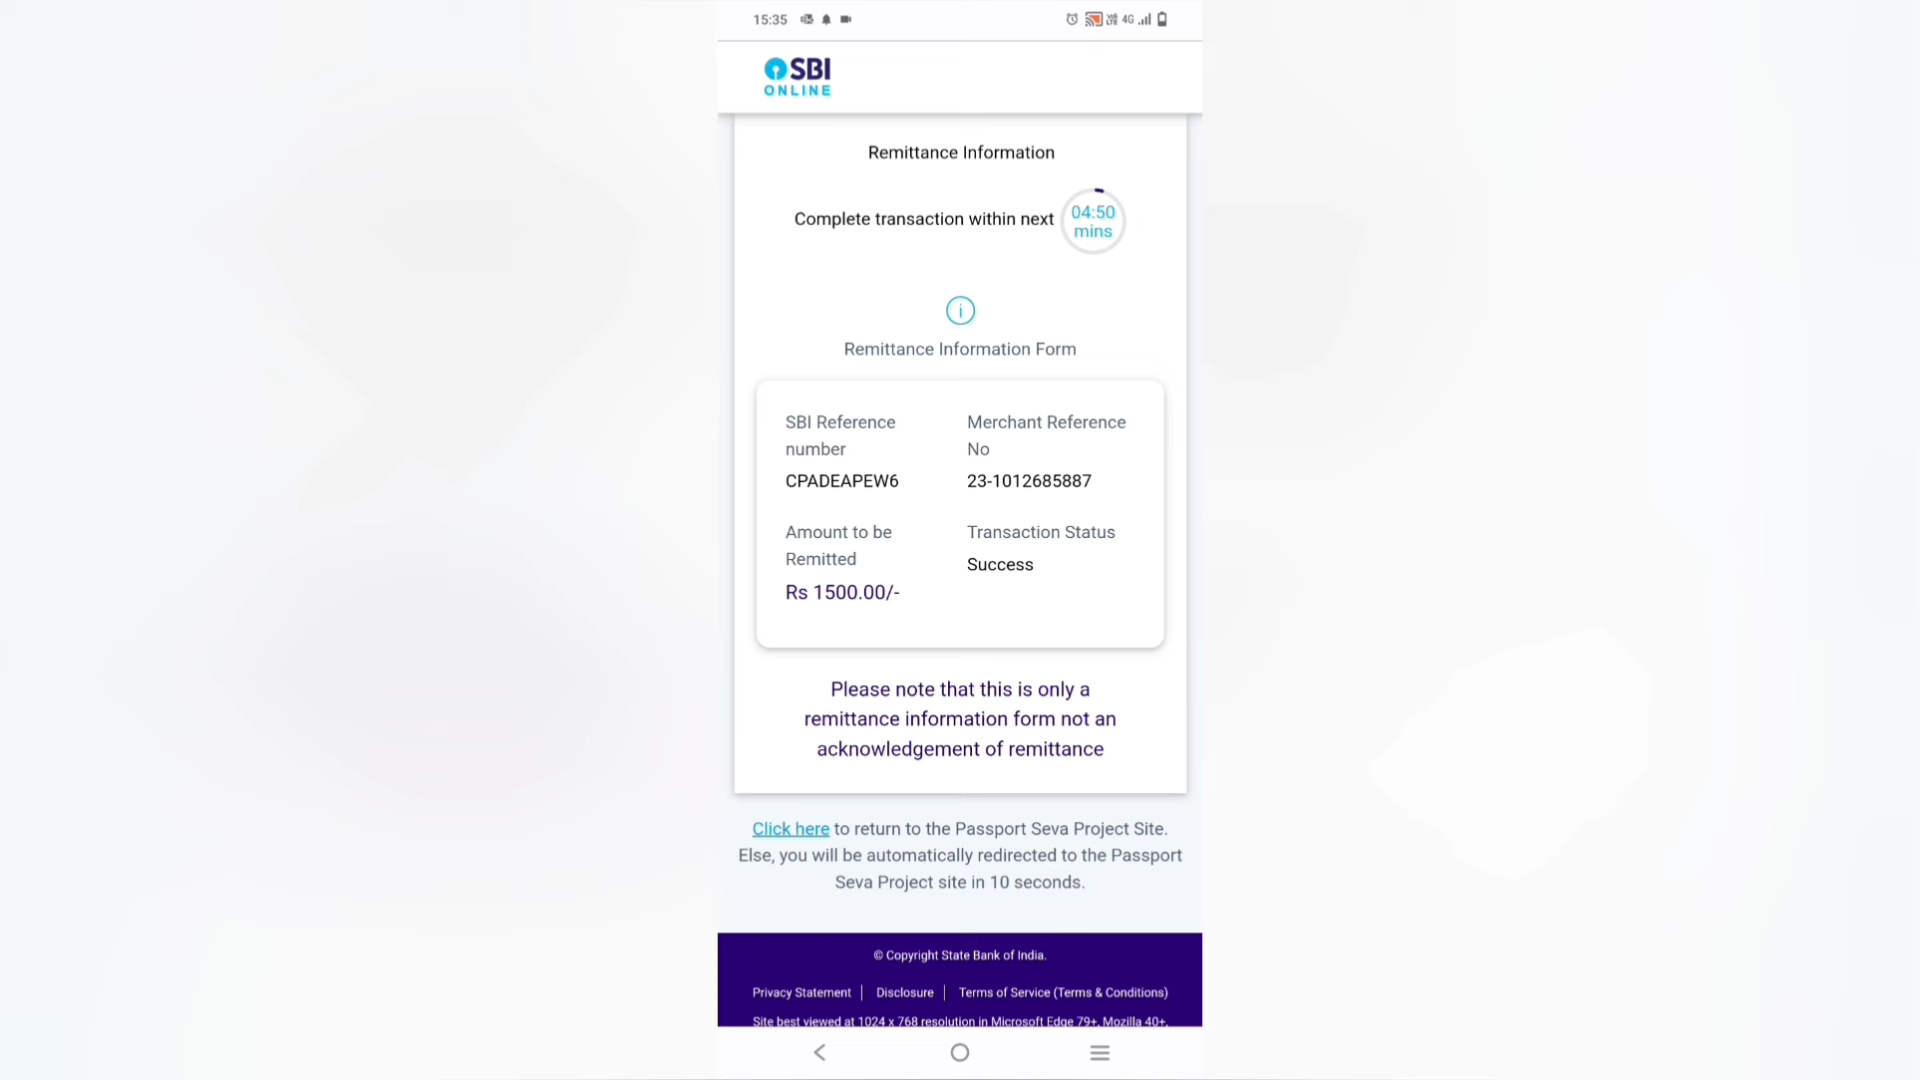 15:35
4G
SBI
ONLINE
Remittance Information
Complete transaction within next
04:50
mins
Remittance Information Form
SBI Reference
number
CPADEAPEW6
Merchant Reference
No
23-1012685887
Amount to be
Remitted
Rs 1500.00/-
Transaction Status
Success
Please note that this is only a
remittance information form not an
acknowledgement of remittance
Click here to return to the Passport Seva Project Site.
Else, you will be automatically redirected to the Passport
Seva Project site in 10 seconds.
© Copyright State Bank of India.
Privacy Statement
Disclosure
Terms of Service (Terms & Conditions)
Site best viewed at 1024 x 768 resolution in Microsoft Edge 79+, Mozilla 40+,